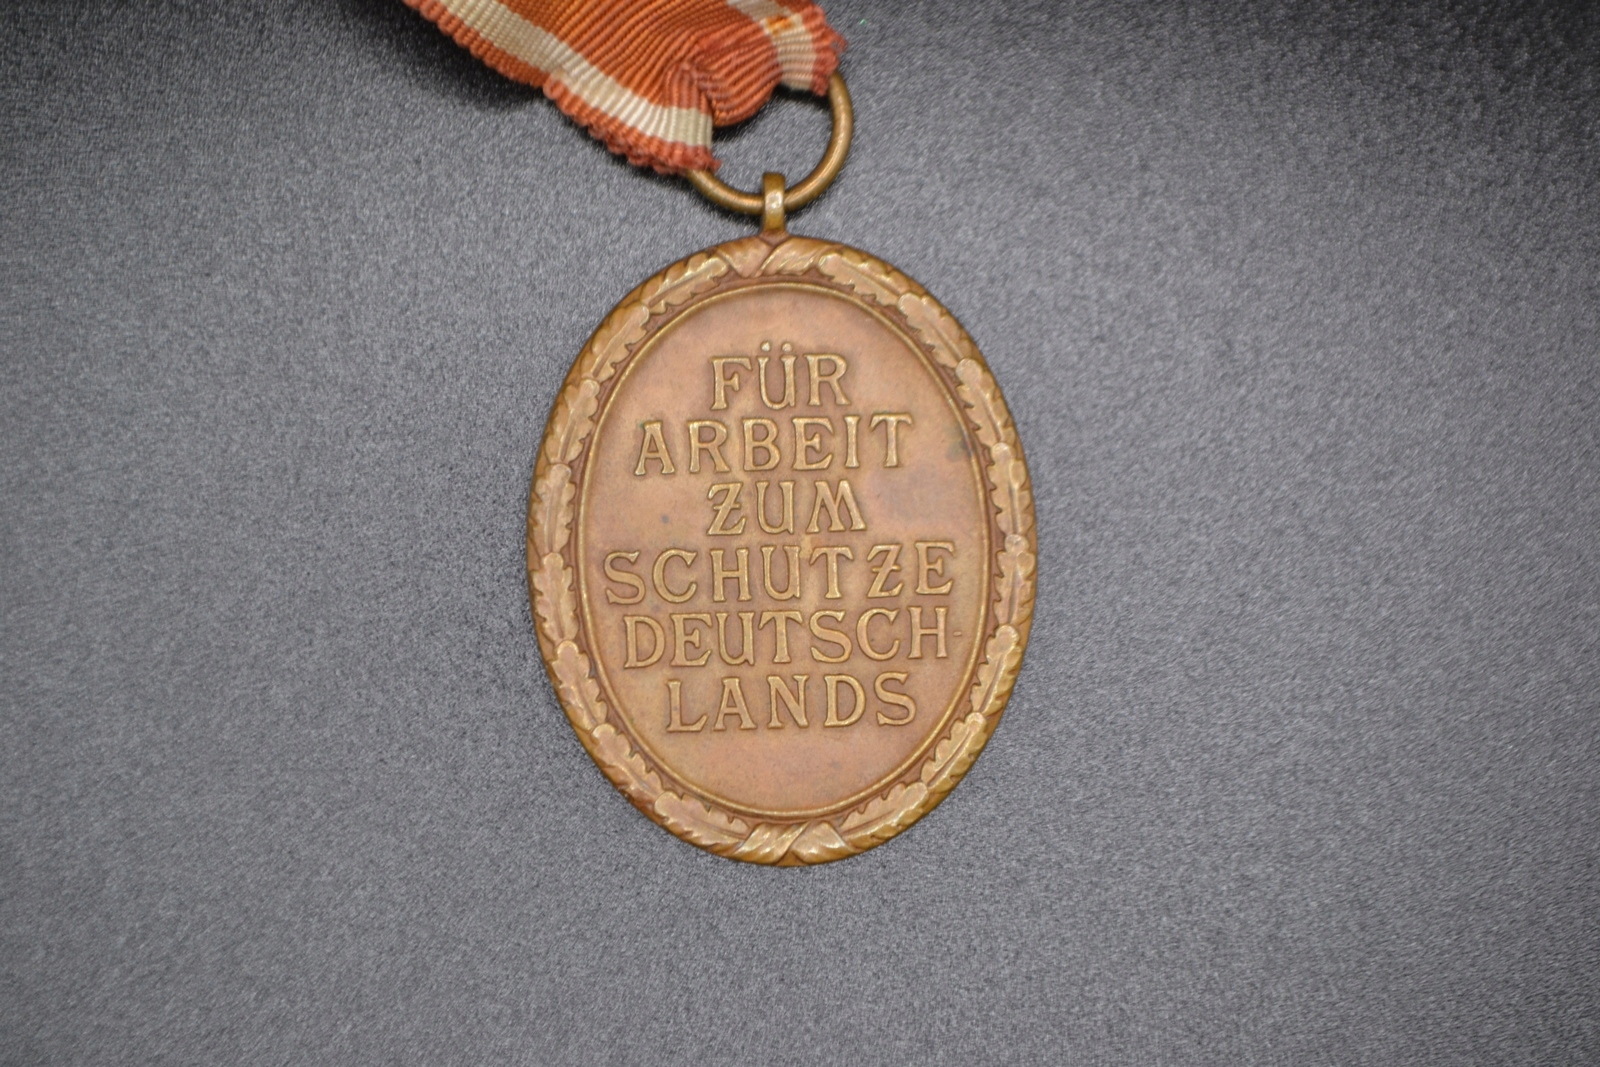 FÜR
ARBEIT
ZUM
SCHUTZE
DEUTSCH-
LANDS